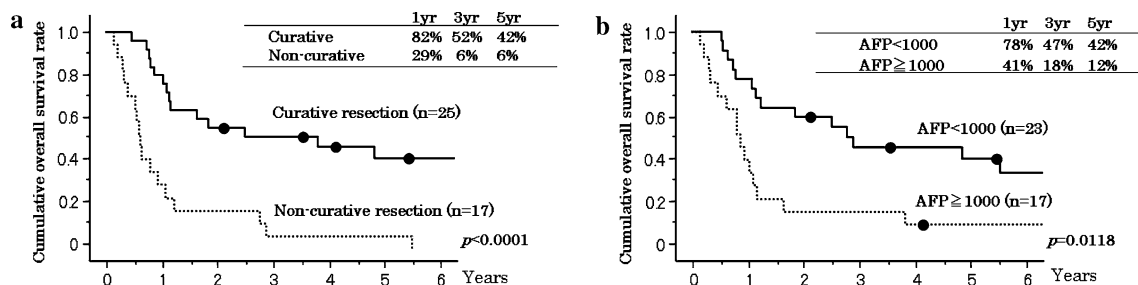 a
1yr 3yr 5yr
Curative 82% 52% 42%
Non-curative 29% 6% 6%
Cumulative overall survival rate
1.0
0.8
0.6
0.4
0.2
0
Curative resection (n=25)
Non-curative resection (n=17)
p<0.0001
0 1 2 3 4 5 6 Years
b
1yr 3yr 5yr
AFP<1000 78% 47% 42%
AFP≧1000 41% 18% 12%
Cumulative overall survival rate
1.0
0.8
0.6
0.4
0.2
0
AFP<1000 (n=23)
AFP≧1000 (n=17)
p=0.0118
0 1 2 3 4 5 6
Years